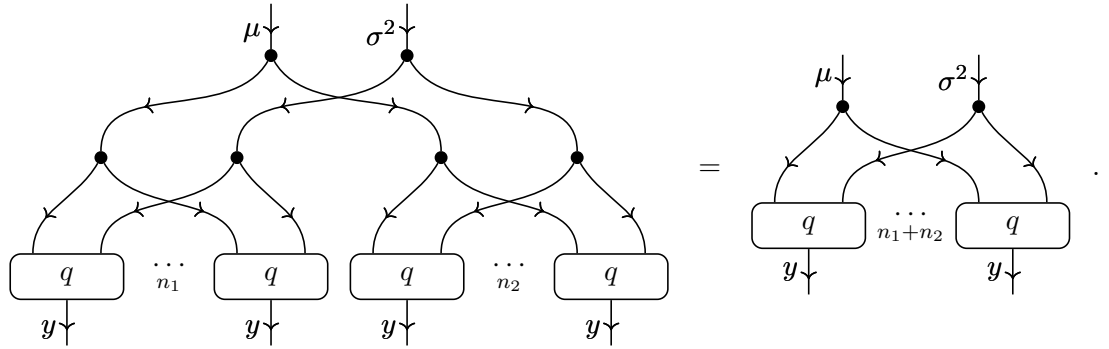 μ σ²
= μ σ² .
q ⋯ q q ⋯ q q ⋯ q
n₁ n₂ n₁+n₂
y y y y y y